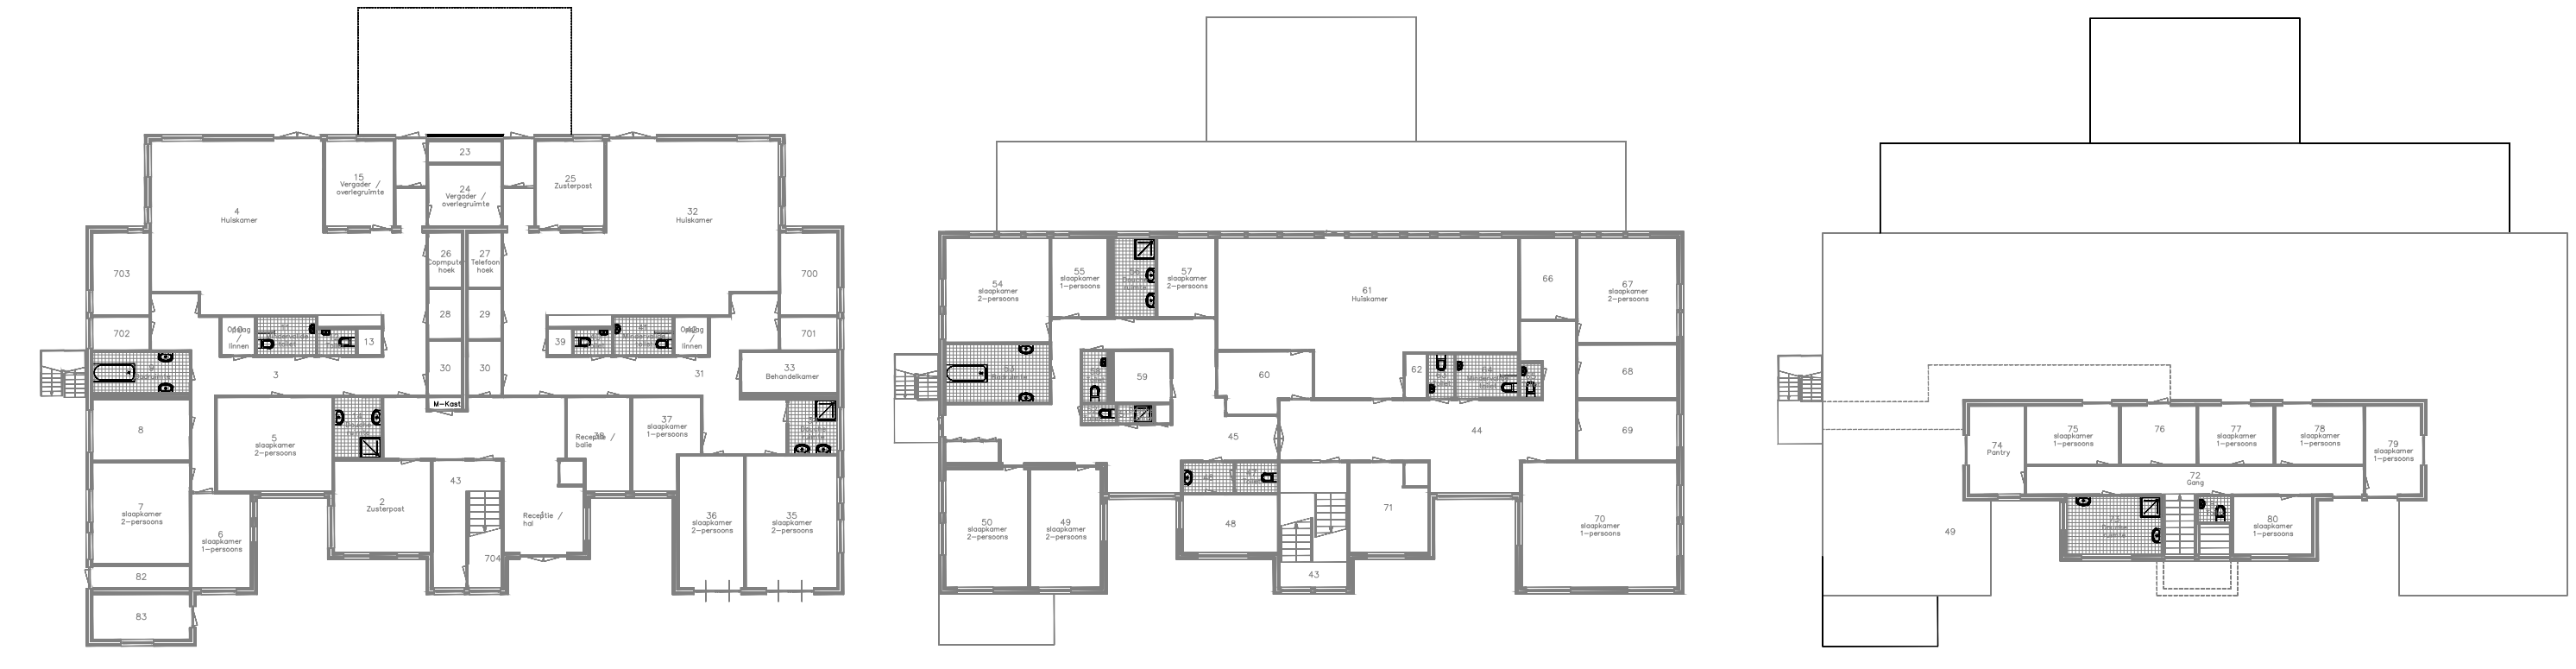 23
15
Vergader /
overlegruimte
24
Vergader /
overlegruimte
25
Zusterpost
4
Huiskamer
32
Huiskamer
703
26
Copmputer
hoek
27
Telefoon
hoek
700
28
29
702
701
Opslag
/
linnen
13
39
Opslag
/
linnen
3
30
30
31
33
Behandelkamer
M-Kast
8
5
slaapkamer
2-persoons
Receptie /
balie
37
slaapkamer
1-persoons
7
slaapkamer
2-persoons
2
Zusterpost
43
Receptie /
hal
36
slaapkamer
2-persoons
35
slaapkamer
2-persoons
6
slaapkamer
1-persoons
704
82
83
54
slaapkamer
2-persoons
55
slaapkamer
1-persoons
57
slaapkamer
2-persoons
61
Huiskamer
66
67
slaapkamer
2-persoons
59
60
62
68
45
44
69
50
slaapkamer
2-persoons
49
slaapkamer
2-persoons
48
71
70
slaapkamer
1-persoons
43
74
Pantry
75
slaapkamer
1-persoons
76
77
slaapkamer
1-persoons
78
slaapkamer
1-persoons
79
slaapkamer
1-persoons
72
Gang
80
slaapkamer
1-persoons
49